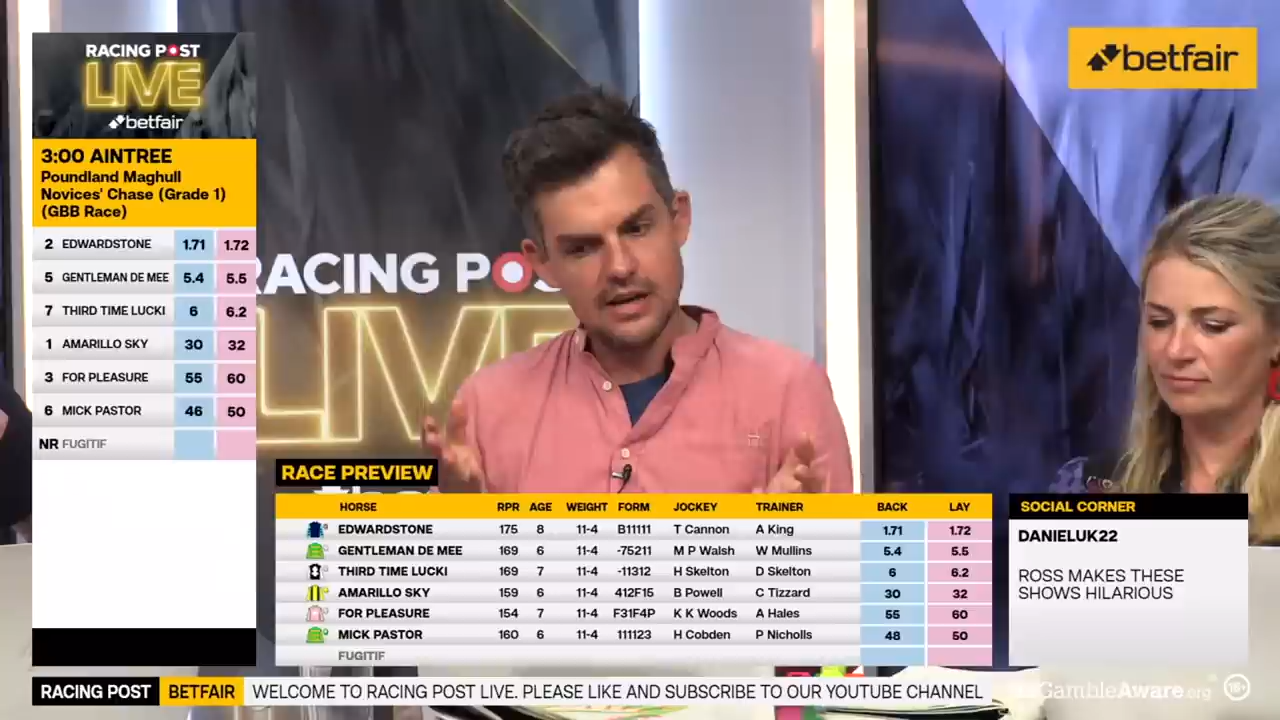 RACING POST
LIVE
betfair
3:00 AINTREE
Poundland Maghull
Novices' Chase (Grade 1)
(GBB Race)
2 EDWARDSTONE 1.71 1.72
5 GENTLEMAN DE MEE 5.4 5.5
7 THIRD TIME LUCKI 6 6.2
1 AMARILLO SKY 30 32
3 FOR PLEASURE 55 60
6 MICK PASTOR 46 50
NR FUGITIF
betfair
RACING POS
LIVE
RACE PREVIEW
HORSE RPR AGE WEIGHT FORM JOCKEY TRAINER BACK LAY
EDWARDSTONE 175 8 11-4 B11111 T Cannon A King 1.71 1.72
GENTLEMAN DE MEE 169 6 11-4 -75211 M P Walsh W Mullins 5.4 5.5
THIRD TIME LUCKI 169 7 11-4 -11312 H Skelton D Skelton 6 6.2
AMARILLO SKY 159 6 11-4 412F15 B Powell C Tizzard 30 32
FOR PLEASURE 154 7 11-4 F31F4P K K Woods A Hales 55 60
MICK PASTOR 160 6 11-4 111123 H Cobden P Nicholls 48 50
FUGITIF
SOCIAL CORNER
DANIELUK22
ROSS MAKES THESE
SHOWS HILARIOUS
RACING POST BETFAIR WELCOME TO RACING POST LIVE. PLEASE LIKE AND SUBSCRIBE TO OUR YOUTUBE CHANNEL
GambleAware.org 18+